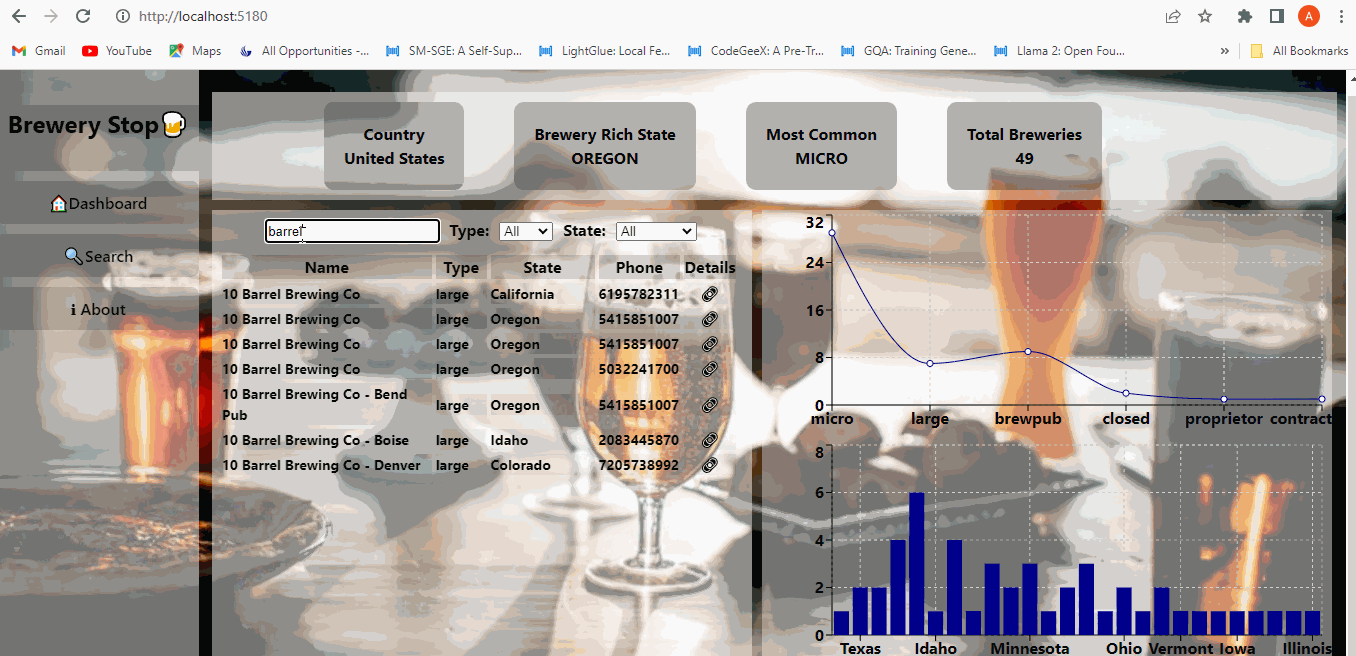 http://localhost:5180
A
Gmail
YouTube
Maps
All Opportunities -...
SM-SGE: A Self-Sup...
LightGlue: Local Fe...
CodeGeeX: A Pre-Tr...
GQA: Training Gene...
Llama 2: Open Fou...
»
All Bookmarks
Brewery Stop
Dashboard
Search
About
Country
United States
Brewery Rich State
OREGON
Most Common
MICRO
Total Breweries
49
barrel Type: All State: All
Name Type State Phone Details
10 Barrel Brewing Co large California 6195782311
10 Barrel Brewing Co large Oregon 5415851007
10 Barrel Brewing Co large Oregon 5415851007
10 Barrel Brewing Co large Oregon 5032241700
10 Barrel Brewing Co - Bend
Pub large Oregon 5415851007
10 Barrel Brewing Co - Boise large Idaho 2083445870
10 Barrel Brewing Co - Denver large Colorado 7205738992
32
24
16
8
0
micro large brewpub closed proprietor contract
8
6
4
2
0
Texas Idaho Minnesota Ohio Vermont Iowa Illinois